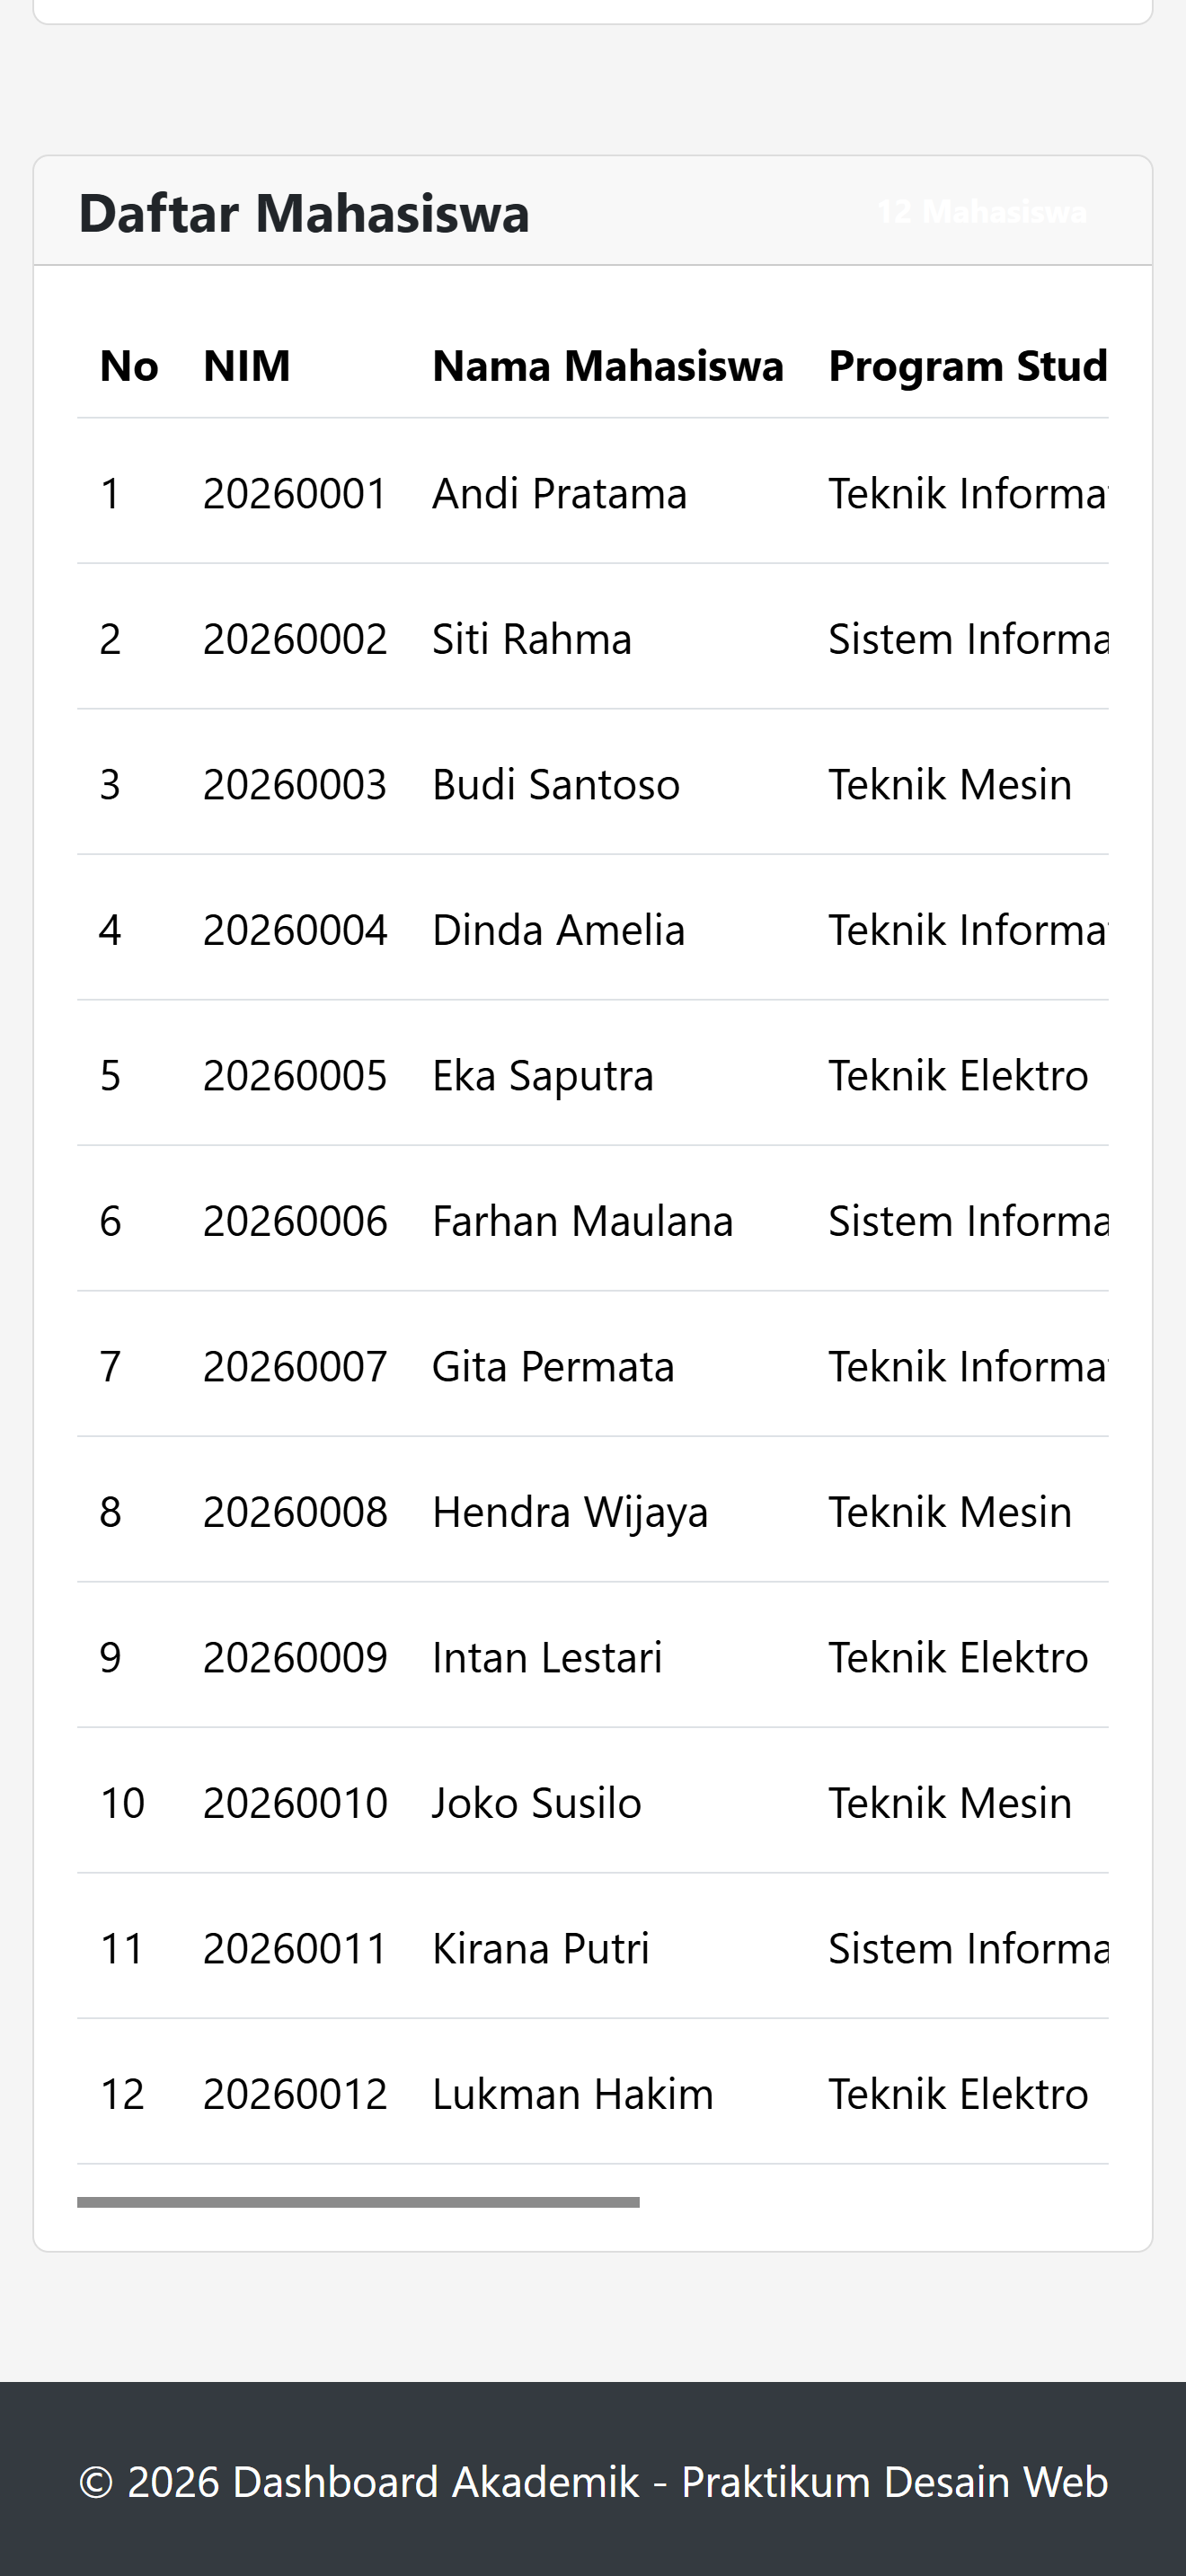 Daftar Mahasiswa 12 Mahasiswa
No NIM Nama Mahasiswa Program Stud
1 20260001 Andi Pratama Teknik Informa
2 20260002 Siti Rahma Sistem Informa
3 20260003 Budi Santoso Teknik Mesin
4 20260004 Dinda Amelia Teknik Informa
5 20260005 Eka Saputra Teknik Elektro
6 20260006 Farhan Maulana Sistem Informa
7 20260007 Gita Permata Teknik Informa
8 20260008 Hendra Wijaya Teknik Mesin
9 20260009 Intan Lestari Teknik Elektro
10 20260010 Joko Susilo Teknik Mesin
11 20260011 Kirana Putri Sistem Informa
12 20260012 Lukman Hakim Teknik Elektro
© 2026 Dashboard Akademik - Praktikum Desain Web